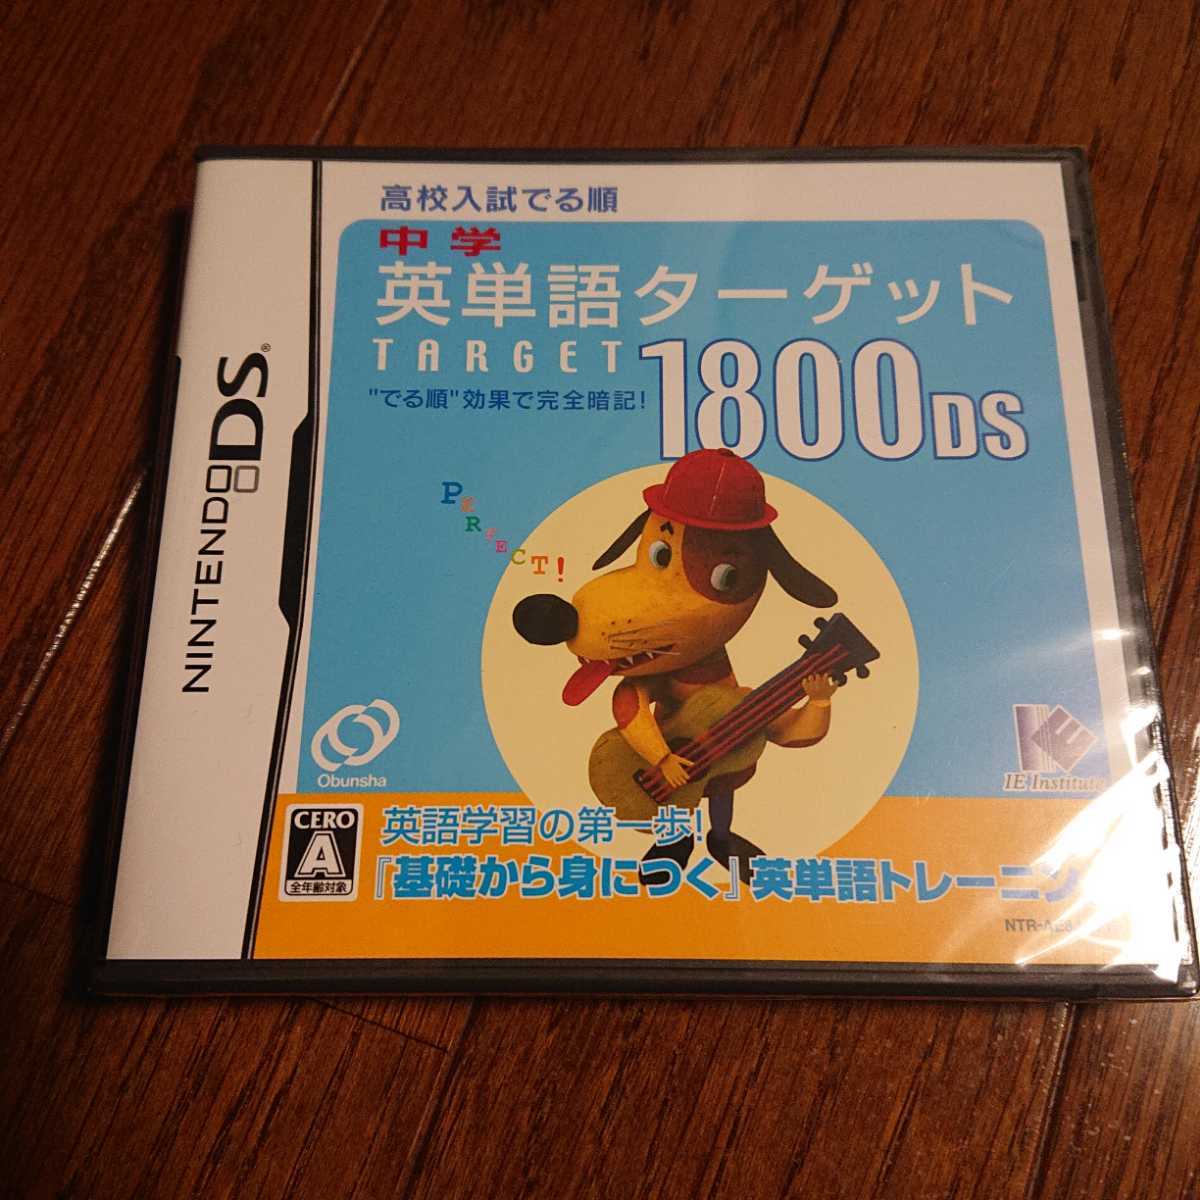 NINTENDO DS®
高校入試でる順
中学
英単語ターゲット
TARGET 1800DS
"でる順"効果で完全暗記!
PERFECT!
Obunsha
IE Institute
CERO
A
全年齢対象
英語学習の第一歩!
『基礎から身につく』英単語トレーニン